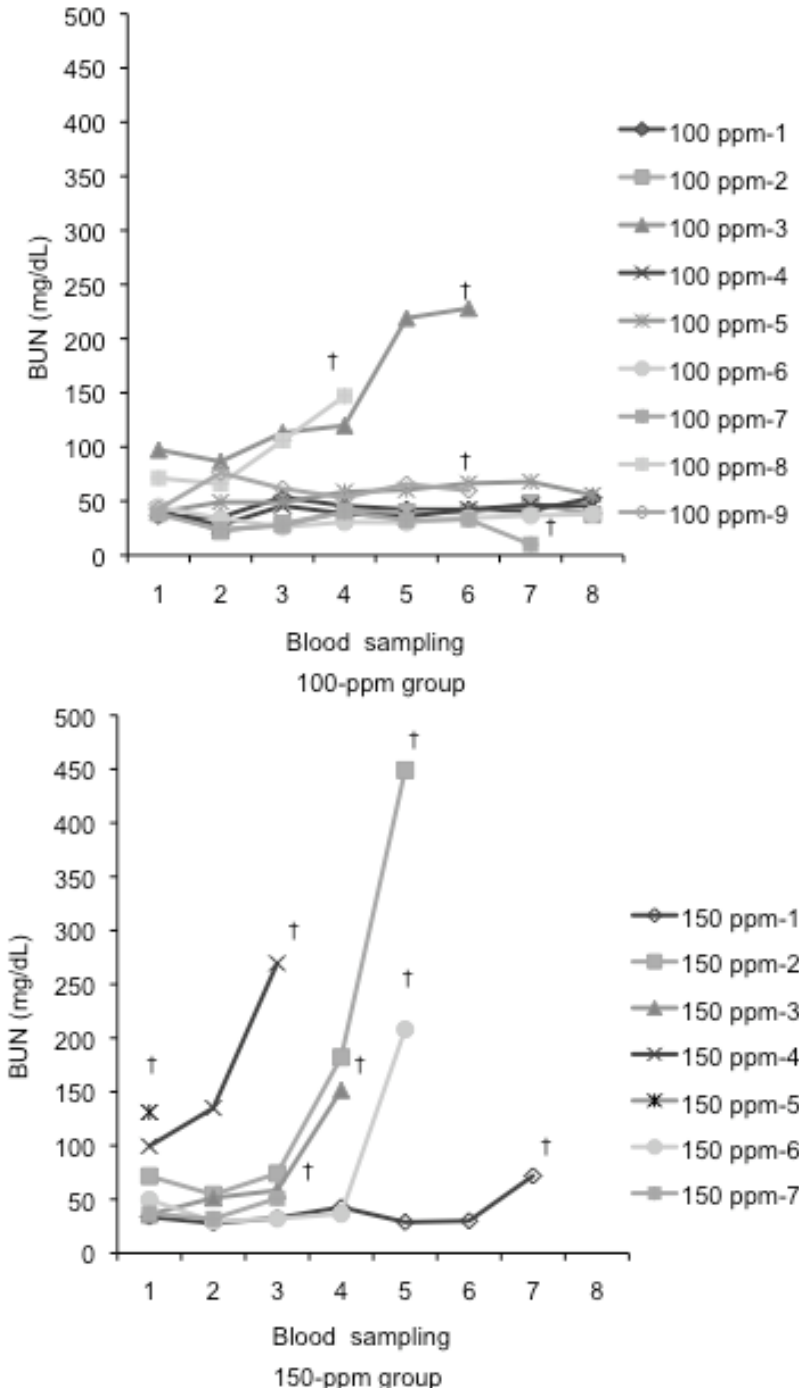 500
450
400
350
300
250
200
150
100
50
0
BUN (mg/dL)
†
†
†
†
1 2 3 4 5 6 7 8
Blood sampling
100-ppm group
100 ppm-1
100 ppm-2
100 ppm-3
100 ppm-4
100 ppm-5
100 ppm-6
100 ppm-7
100 ppm-8
100 ppm-9
500
450
400
350
300
250
200
150
100
50
0
BUN (mg/dL)
†
†
†
†
†
†
†
1 2 3 4 5 6 7 8
Blood sampling
150-ppm group
150 ppm-1
150 ppm-2
150 ppm-3
150 ppm-4
150 ppm-5
150 ppm-6
150 ppm-7